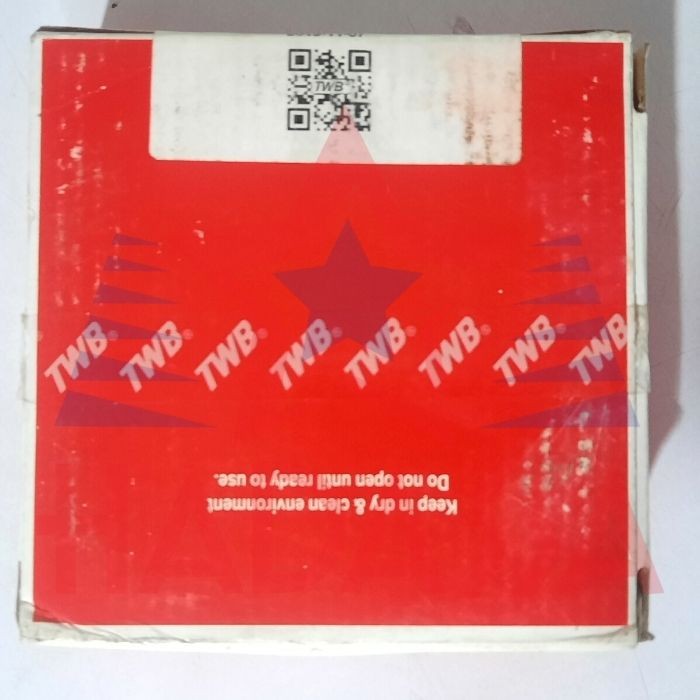 TWB
TWB® TWB® TWB® TWB® TWB® TWB® TWB® TWB
Keep in dry & clean environment
Do not open until ready to use.